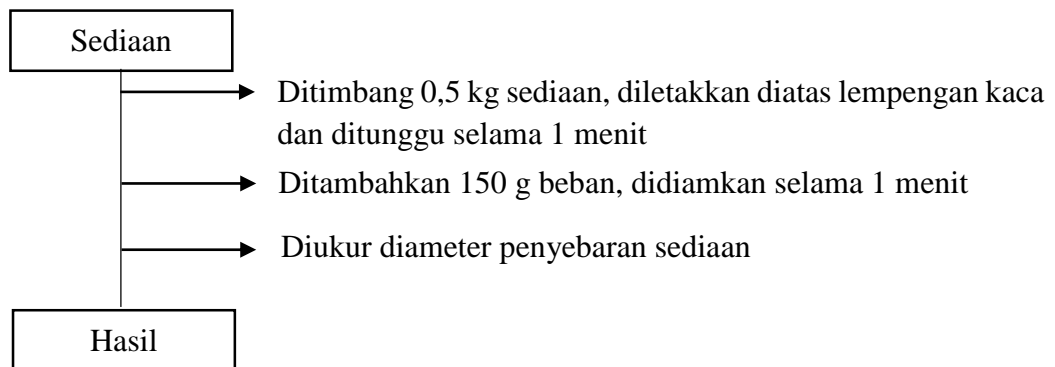 Sediaan
Ditimbang 0,5 kg sediaan, diletakkan diatas lempengan kaca
dan ditunggu selama 1 menit
Ditambahkan 150 g beban, didiamkan selama 1 menit
Diukur diameter penyebaran sediaan
Hasil